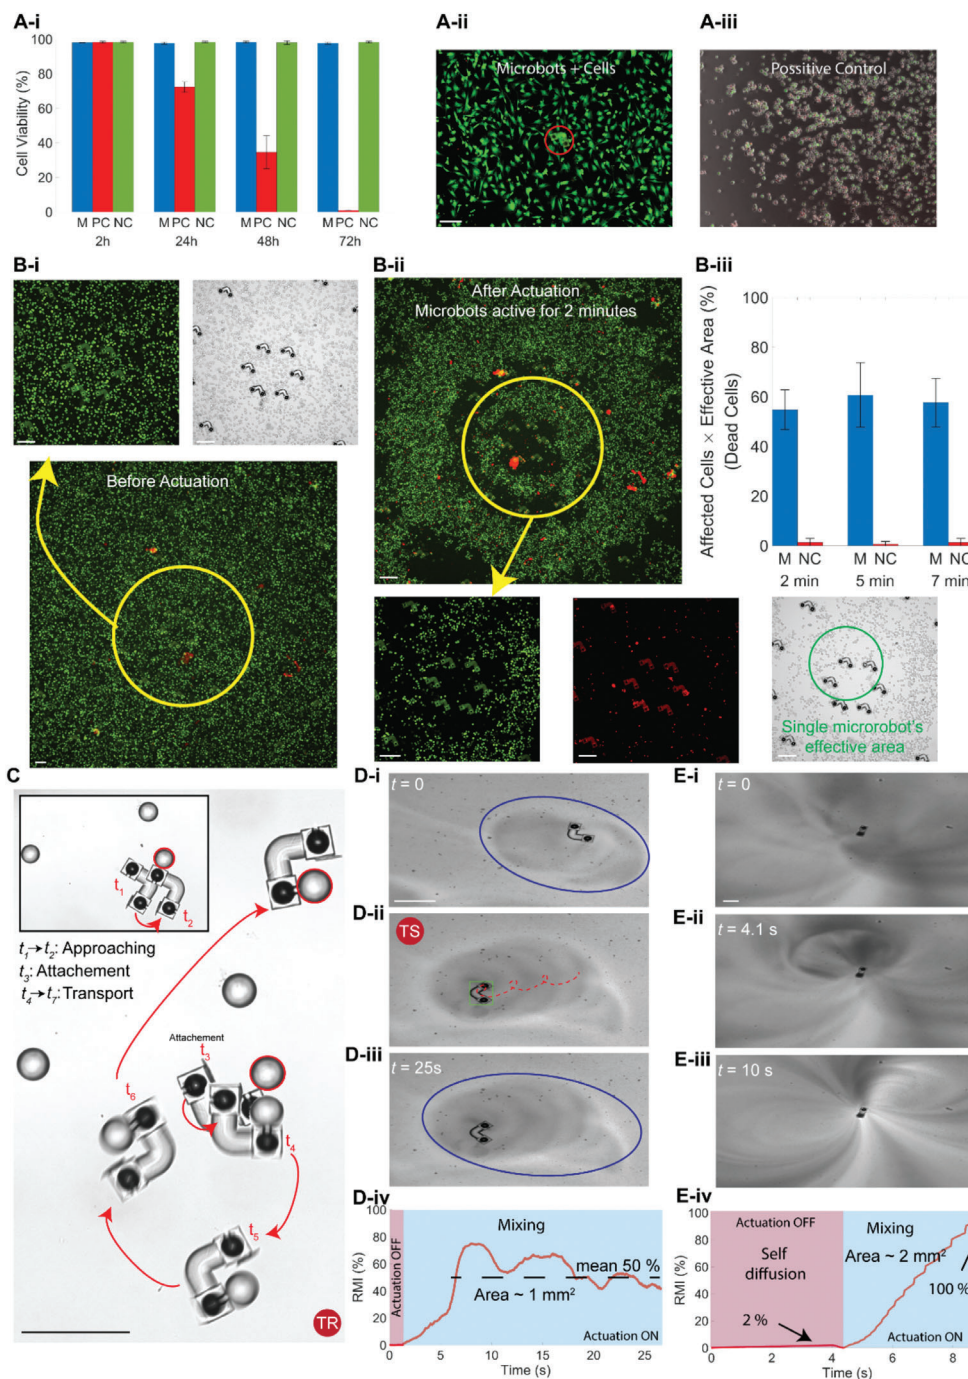 A-i
100
80
60
40
20
0
Cell Viability (%)
M PC NC
M PC NC
M PC NC
M PC NC
2h
24h
48h
72h
A-ii
Microbots + Cells
A-iii
Possitive Control
B-i
Before Actuation
B-ii
After Actuation
Microbots active for 2 minutes
B-iii
Affected Cells × Effective Area (%)
(Dead Cells)
100
80
60
40
20
0
M NC
M NC
M NC
2 min
5 min
7 min
Single microrobot's
effective area
C
t1
t2
t1→t2: Approaching
t3: Attachement
t4→t7: Transport
Attachement
t3
t4
t5
t6
TR
D-i
t = 0
D-ii
TS
D-iii
t = 25s
D-iv
RMI (%)
100
80
60
40
20
0
Actuation OFF
Mixing
mean 50 %
Area ~ 1 mm²
Actuation ON
0 5 10 15 20 25
Time (s)
E-i
t = 0
E-ii
t = 4.1 s
E-iii
t = 10 s
E-iv
RMI (%)
100
80
60
40
20
0
Actuation OFF
Self
diffusion
2 %
Mixing
Area ~ 2 mm²
100 %
Actuation ON
0 2 4 6 8
Time (s)